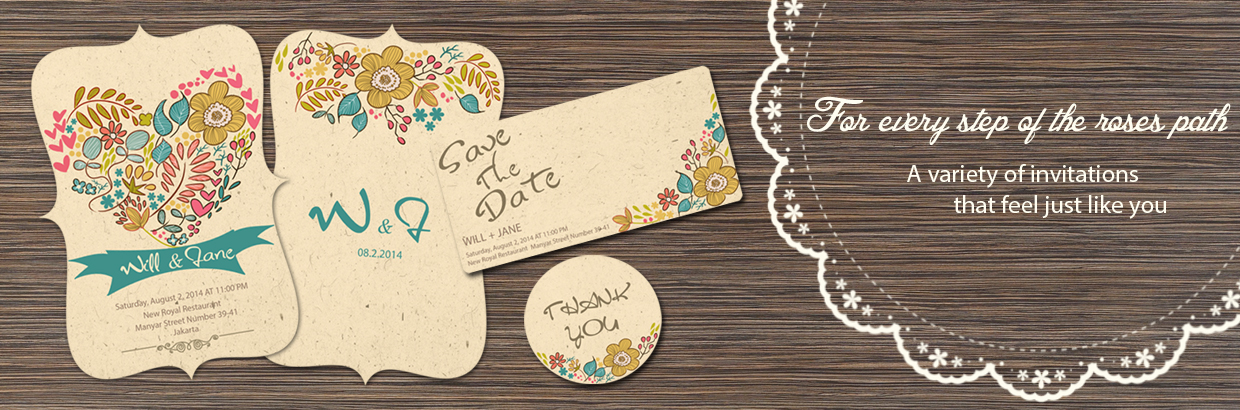 Will & Jane
Saturday, August 2, 2014 AT 11:00 PM
New Royal Restaurant
Manyar Street Number 39-41
Jakarta
W & J
08.2.2014
Save
The
Date
WILL + JANE
Saturday, August 2, 2014 AT 11:00 PM
New Royal Restaurant Manyar Street Number 39-41
THANK
YOU
For every step of the roses path
A variety of invitations
that feel just like you